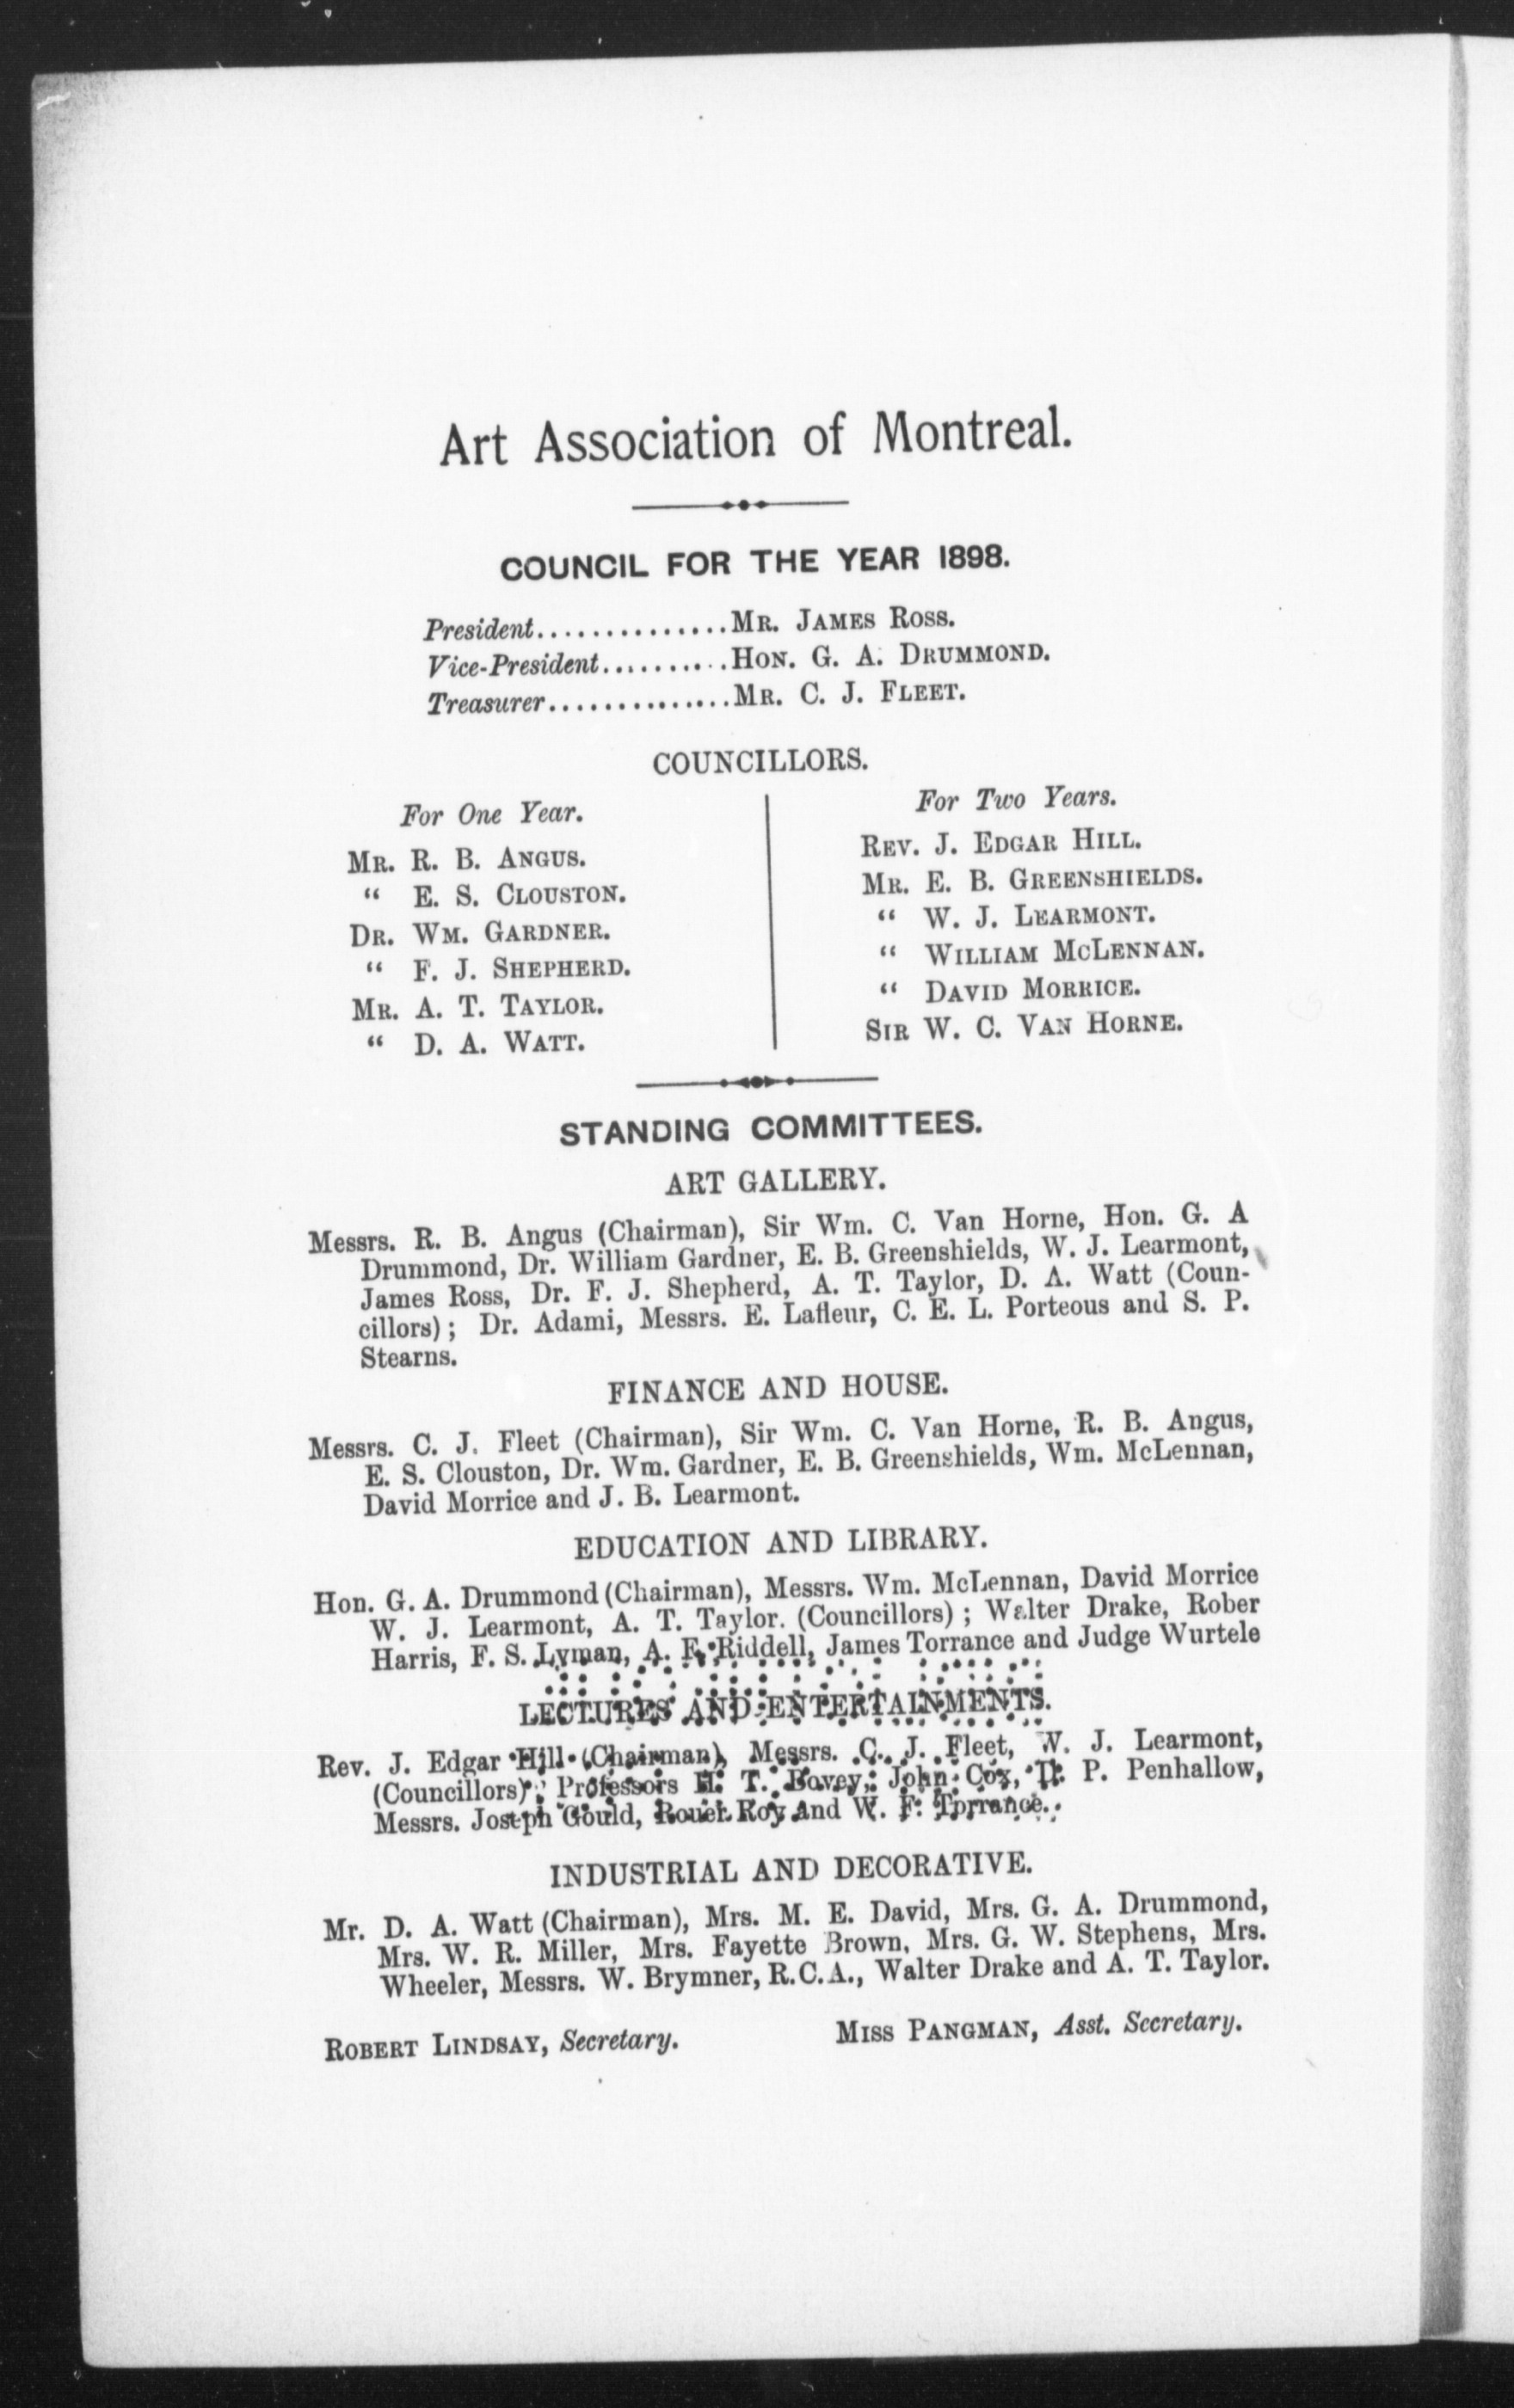 Art Association of Montreal.
COUNCIL FOR THE YEAR 1898.
President..............MR. JAMES ROSS.
Vice-President.........HON. G. A. DRUMMOND.
Treasurer..............MR. C. J. FLEET.
COUNCILLORS.
For One Year.
MR. R. B. ANGUS.
“ E. S. CLOUSTON.
DR. WM. GARDNER.
“ F. J. SHEPHERD.
MR. A. T. TAYLOR.
“ D. A. WATT.
For Two Years.
REV. J. EDGAR HILL.
MR. E. B. GREENSHIELDS.
“ W. J. LEARMONT.
“ WILLIAM MCLENNAN.
“ DAVID MORRICE.
SIR W. C. VAN HORNE.
STANDING COMMITTEES.
ART GALLERY.
Messrs. R. B. Angus (Chairman), Sir Wm. C. Van Horne, Hon. G. A
Drummond, Dr. William Gardner, E. B. Greenshields, W. J. Learmont,
James Ross, Dr. F. J. Shepherd, A. T. Taylor, D. A. Watt (Coun-
cillors); Dr. Adami, Messrs. E. Lafleur, C. E. L. Porteous and S. P.
Stearns.
FINANCE AND HOUSE.
Messrs. C. J. Fleet (Chairman), Sir Wm. C. Van Horne, R. B. Angus,
E. S. Clouston, Dr. Wm. Gardner, E. B. Greenshields, Wm. McLennan,
David Morrice and J. B. Learmont.
EDUCATION AND LIBRARY.
Hon. G. A. Drummond (Chairman), Messrs. Wm. McLennan, David Morrice
W. J. Learmont, A. T. Taylor. (Councillors); Walter Drake, Rober
Harris, F. S. Lyman, A. F. Riddell, James Torrance and Judge Wurtele
LECTURES AND ENTERTAINMENTS.
Rev. J. Edgar Hill (Chairman), Messrs. C. J. Fleet, W. J. Learmont,
(Councillors); Professors H. T. Bovey, John Cox, D. P. Penhallow,
Messrs. Joseph Gould, Rouer Roy and W. F. Torrance.
INDUSTRIAL AND DECORATIVE.
Mr. D. A. Watt (Chairman), Mrs. M. E. David, Mrs. G. A. Drummond,
Mrs. W. R. Miller, Mrs. Fayette Brown, Mrs. G. W. Stephens, Mrs.
Wheeler, Messrs. W. Brymner, R.C.A., Walter Drake and A. T. Taylor.
ROBERT LINDSAY, Secretary.
MISS PANGMAN, Asst. Secretary.